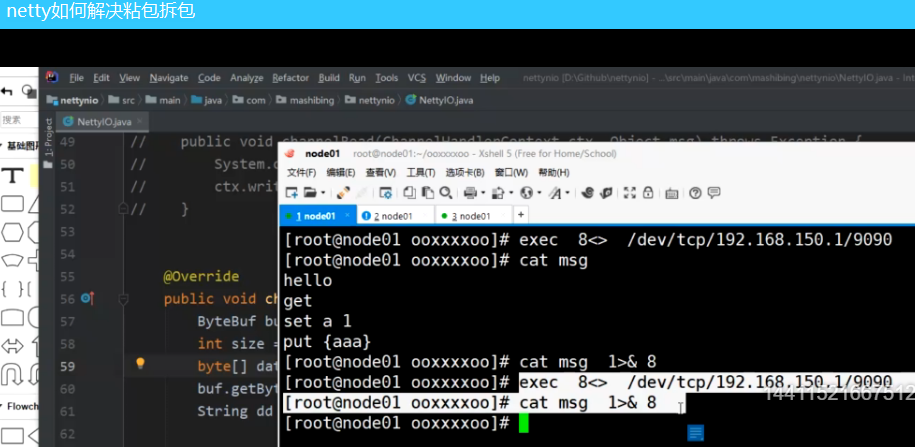 netty如何解决粘包拆包
File Edit View Navigate Code Analyze Refactor Build Run Tools VCS Window Help nettynio [D:\Github\nettynio] - ...\src\main\java\com\mashibing\nettynio\NettyIO.java - Int
nettynio src main java com mashibing nettynio NettyIO.java
搜索
1: Project
NettyIO.java
基础图形
T
{ } {
Flowch
49 // public void channelRead(ChannelHandlerContext ctx, Object msg) throws Exception {
50 // System.o
51 // ctx.writ
52 // }
53
54
55 @Override
56 public void ch
57 ByteBuf bu
58 int size =
59 byte[] dat
60 buf.getByt
61 String dd
62
node01 root@node01:~/ooxxxxoo - Xshell 5 (Free for Home/School)
文件(F) 编辑(E) 查看(V) 工具(T) 选项卡(B) 窗口(W) 帮助(H)
1 node01 2 node01 3 node01 +
[root@node01 ooxxxxoo]# exec 8<> /dev/tcp/192.168.150.1/9090
[root@node01 ooxxxxoo]# cat msg
hello
get
set a 1
put {aaa}
[root@node01 ooxxxxoo]# cat msg 1>& 8
[root@node01 ooxxxxoo]# exec 8<> /dev/tcp/192.168.150.1/9090
[root@node01 ooxxxxoo]# cat msg 1>& 8
[root@node01 ooxxxxoo]#
14411521667512